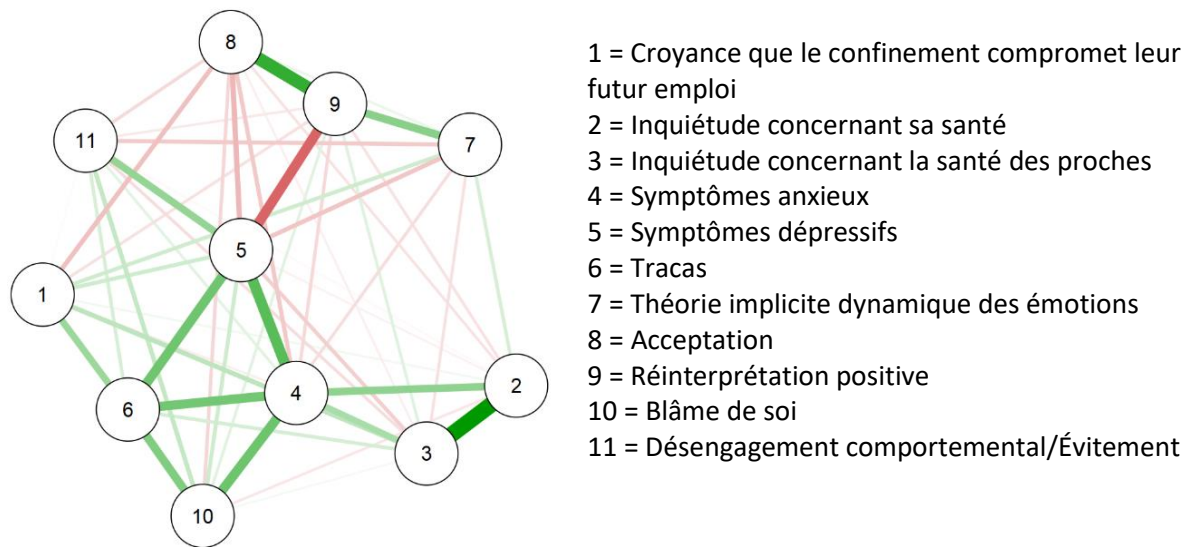 8
9
7
11
5
1
2
4
6
3
10
1 = Croyance que le confinement compromet leur
futur emploi
2 = Inquiétude concernant sa santé
3 = Inquiétude concernant la santé des proches
4 = Symptômes anxieux
5 = Symptômes dépressifs
6 = Tracas
7 = Théorie implicite dynamique des émotions
8 = Acceptation
9 = Réinterprétation positive
10 = Blâme de soi
11 = Désengagement comportemental/Évitement